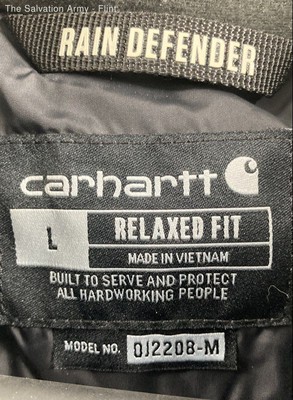 The Salvation Army - Flint
RAIN DEFENDER
carhartt
L
RELAXED FIT
MADE IN VIETNAM
BUILT TO SERVE AND PROTECT
ALL HARDWORKING PEOPLE
MODEL NO. OJ2208-M